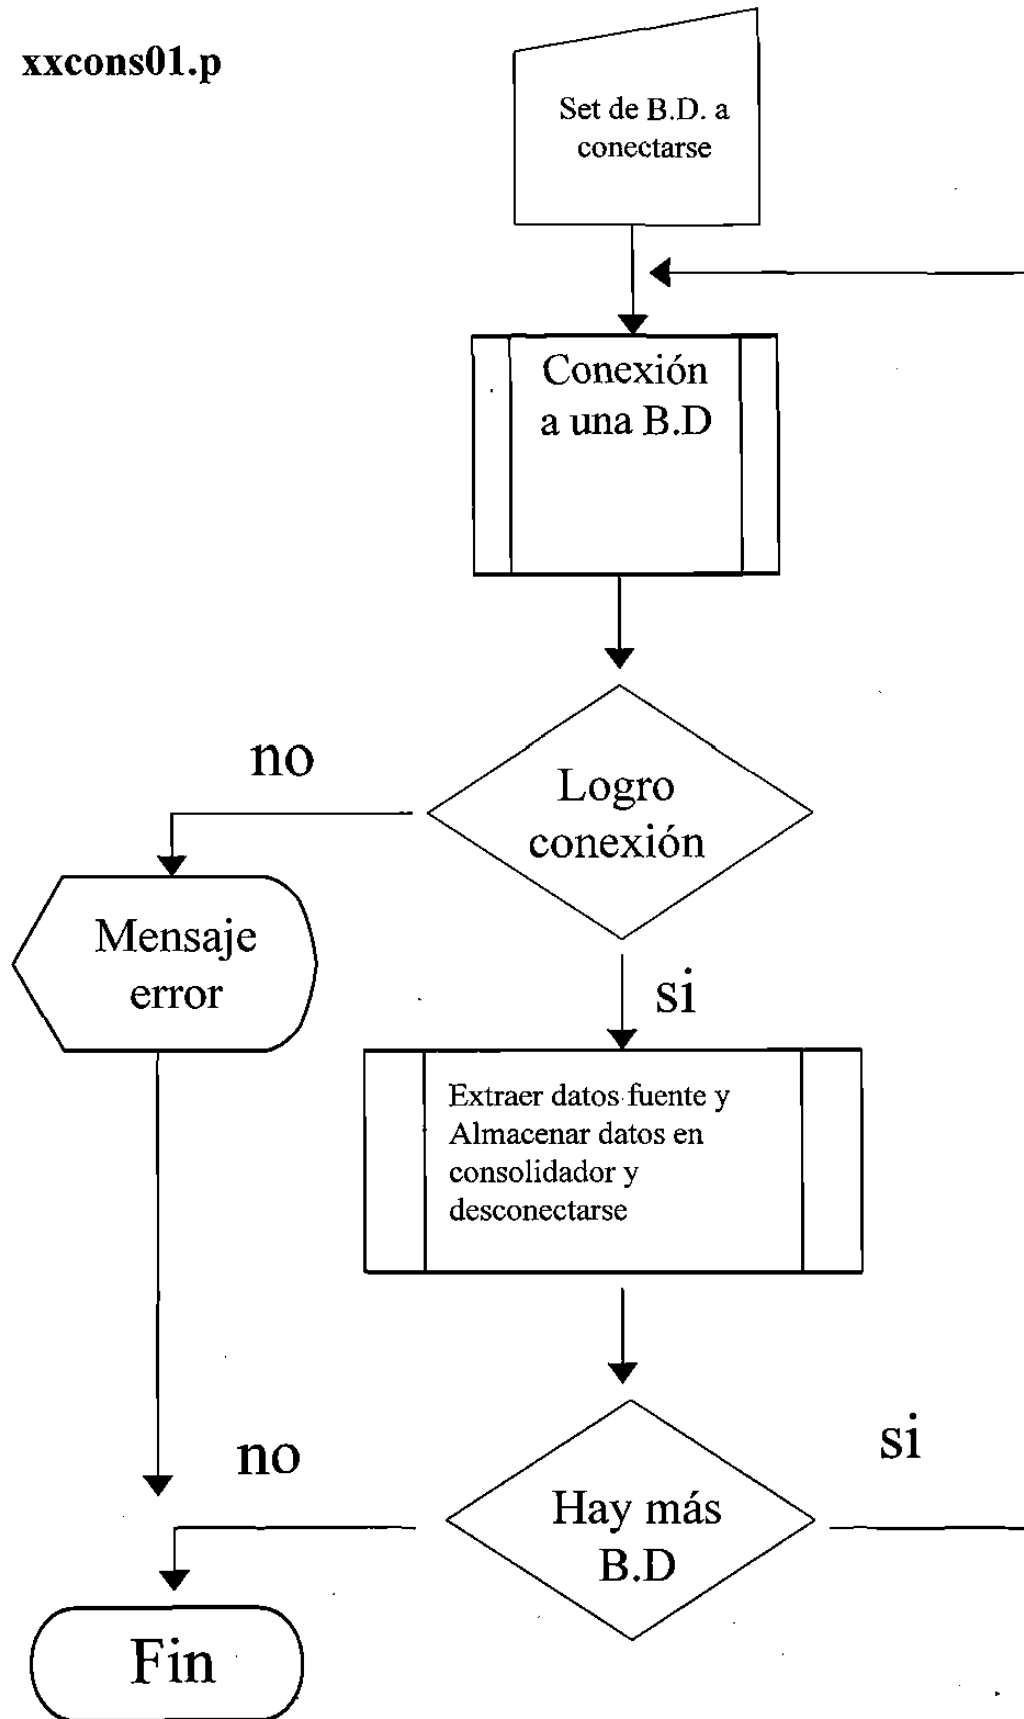 xxcons01.p
Set de B.D. a
conectarse
Conexión
a una B.D
no
Logro
conexión
Mensaje
error
si
Extraer datos fuente y
Almacenar datos en
consolidador y
desconectarse
no
si
Hay más
B.D
Fin